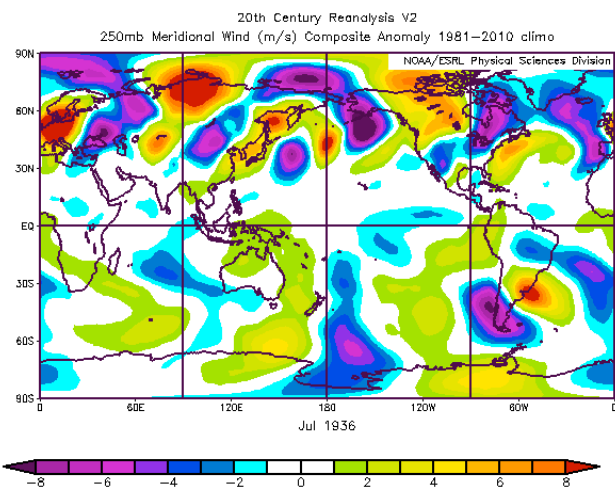 20th Century Reanalysis V2
250mb Meridional Wind (m/s) Composite Anomaly 1981−2010 climo
NOAA/ESRL Physical Sciences Division
90N
60N
30N
EQ
30S
60S
90S
0 60E 120E 180 120W 60W 0
Jul 1936
−8 −6 −4 −2 0 2 4 6 8